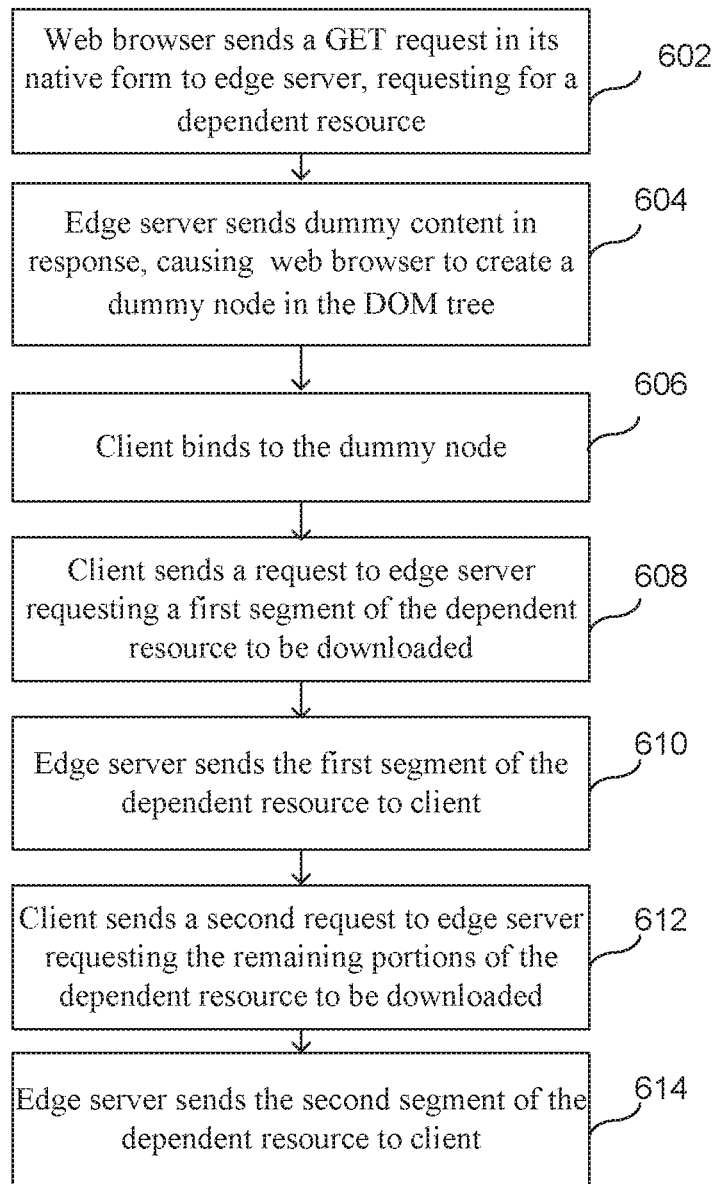 Web browser sends a GET request in its
native form to edge server, requesting for a
dependent resource
602
Edge server sends dummy content in
response, causing web browser to create a
dummy node in the DOM tree
604
Client binds to the dummy node
606
Client sends a request to edge server
requesting a first segment of the dependent
resource to be downloaded
608
Edge server sends the first segment of the
dependent resource to client
610
Client sends a second request to edge server
requesting the remaining portions of the
dependent resource to be downloaded
612
Edge server sends the second segment of the
dependent resource to client
614